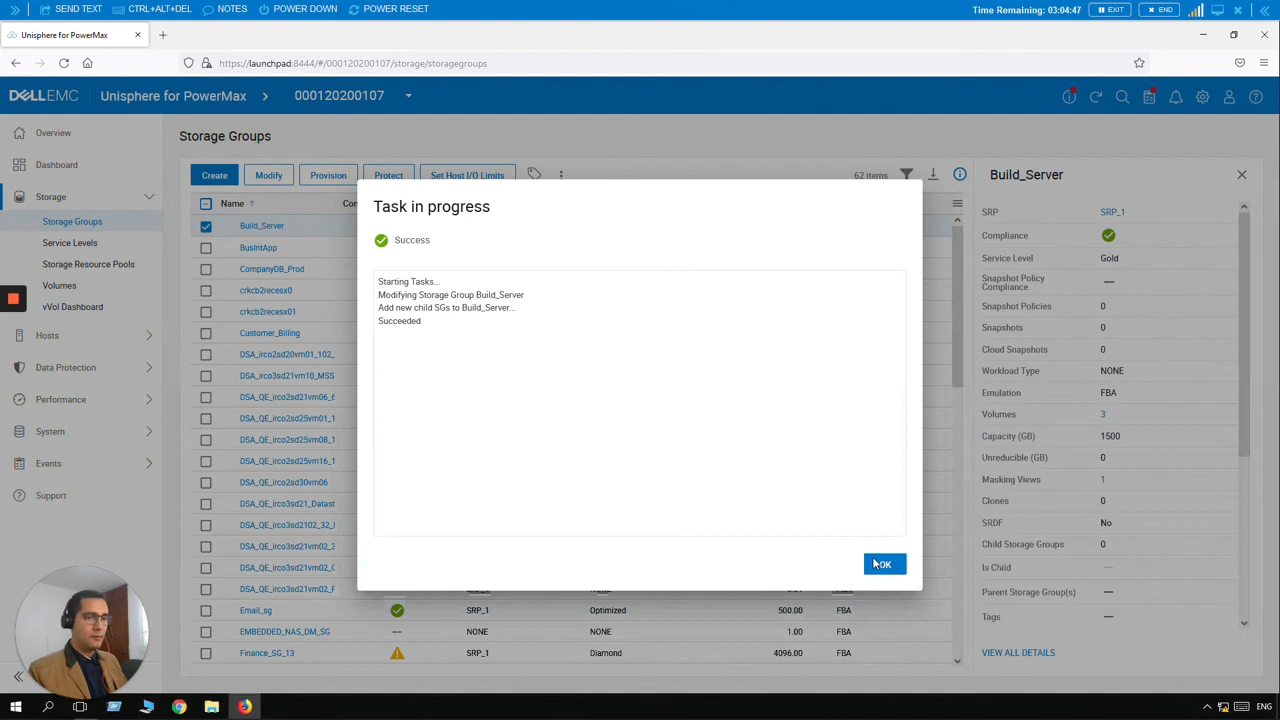 SEND TEXT CTRL+ALT+DEL NOTES POWER DOWN POWER RESET Time Remaining: 03:04:47 EXIT END
Unisphere for PowerMax
https://launchpad:8444/#/000120200107/storage/storagegroups
DELLEMC Unisphere for PowerMax 000120200107
Overview
Dashboard
Storage
Storage Groups
Service Levels
Storage Resource Pools
Volumes
vVol Dashboard
Hosts
Data Protection
Performance
System
Events
Support
Storage Groups
Create Modify Provision Protect Set Host I/O Limits 62 items
Name
Build_Server
BusIntApp
CompanyDB_Prod
crkcb2recesx0
crkcb2recesx01
Customer_Billing
DSA_irco2sd20vm01_102_
DSA_irco3sd21vm10_MSS
DSA_QE_irco2sd21vm06_6
DSA_QE_irco2sd25vm01_1
DSA_QE_irco2sd25vm08_1
DSA_QE_irco2sd25vm16_1
DSA_QE_irco2sd30vm06
DSA_QE_irco3sd21_Datast
DSA_QE_irco3sd2102_32_
DSA_QE_irco3sd21vm02_3
DSA_QE_irco3sd21vm02_C
DSA_QE_irco3sd21vm02_F
Email_sg SRP_1 Optimized 500.00 FBA
EMBEDDED_NAS_DM_SG --- NONE NONE 1.00 FBA
Finance_SG_13 SRP_1 Diamond 4096.00 FBA
Task in progress
Success
Starting Tasks...
Modifying Storage Group Build_Server
Add new child SGs to Build_Server...
Succeeded
OK
Build_Server
SRP SRP_1
Compliance
Service Level Gold
Snapshot Policy
Compliance —
Snapshot Policies 0
Snapshots 0
Cloud Snapshots 0
Workload Type NONE
Emulation FBA
Volumes 3
Capacity (GB) 1500
Unreducible (GB) 0
Masking Views 1
Clones 0
SRDF No
Child Storage Groups 0
Is Child —
Parent Storage Group(s) —
Tags —
VIEW ALL DETAILS
ENG